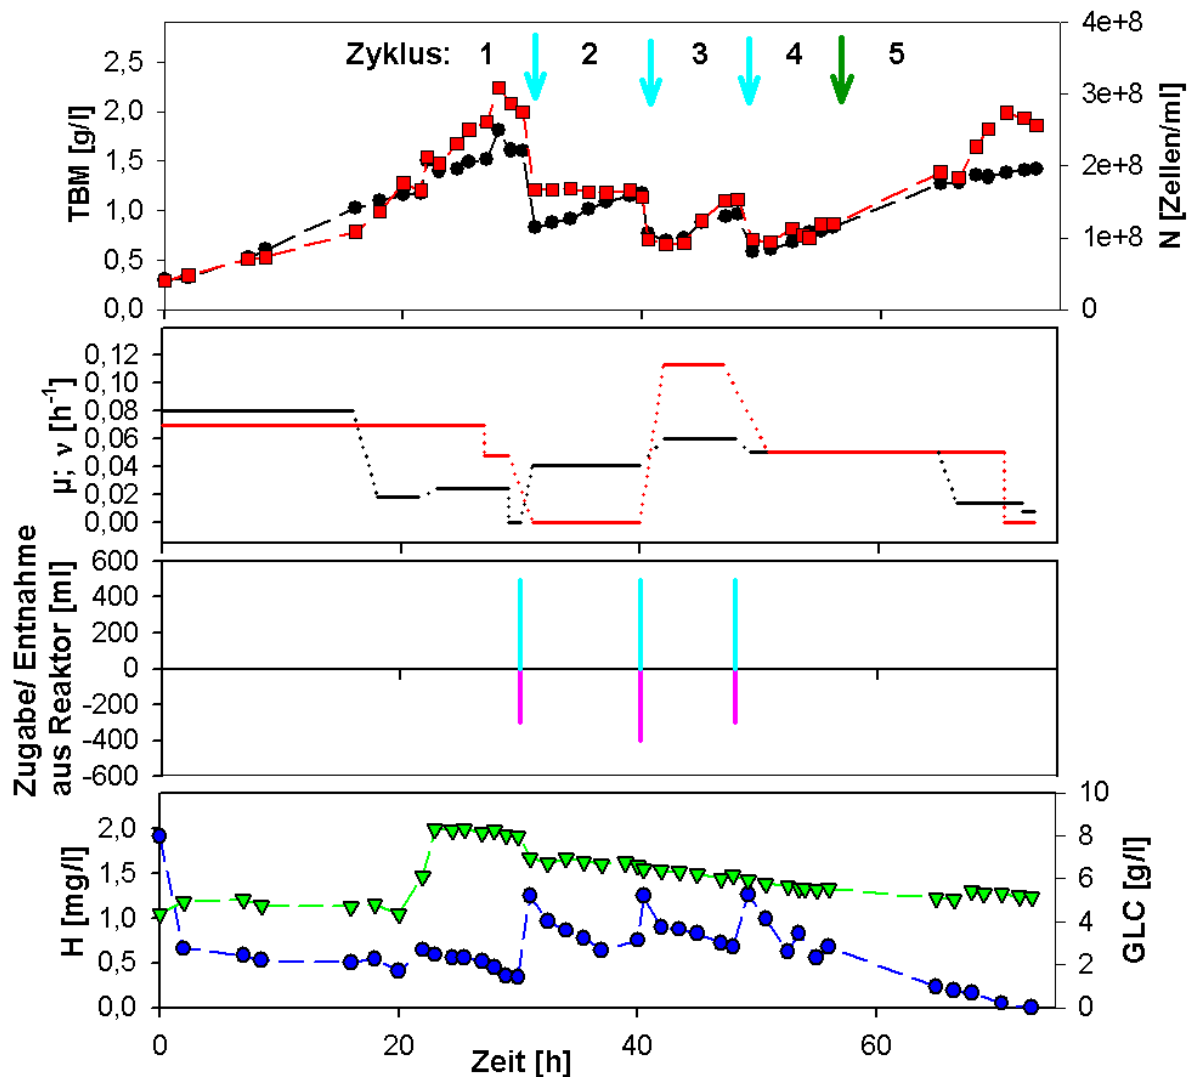 Zyklus: 1 2 3 4 5
TBM [g/l]
2,5
2,0
1,5
1,0
0,5
0,0
N [Zellen/ml]
4e+8
3e+8
2e+8
1e+8
0
µ; ν [h⁻¹]
0,12
0,10
0,08
0,06
0,04
0,02
0,00
Zugabe/ Entnahme
aus Reaktor [ml]
600
400
200
0
-200
-400
-600
H [mg/l]
2,0
1,5
1,0
0,5
0,0
GLC [g/l]
10
8
6
4
2
0
0 20 40 60
Zeit [h]